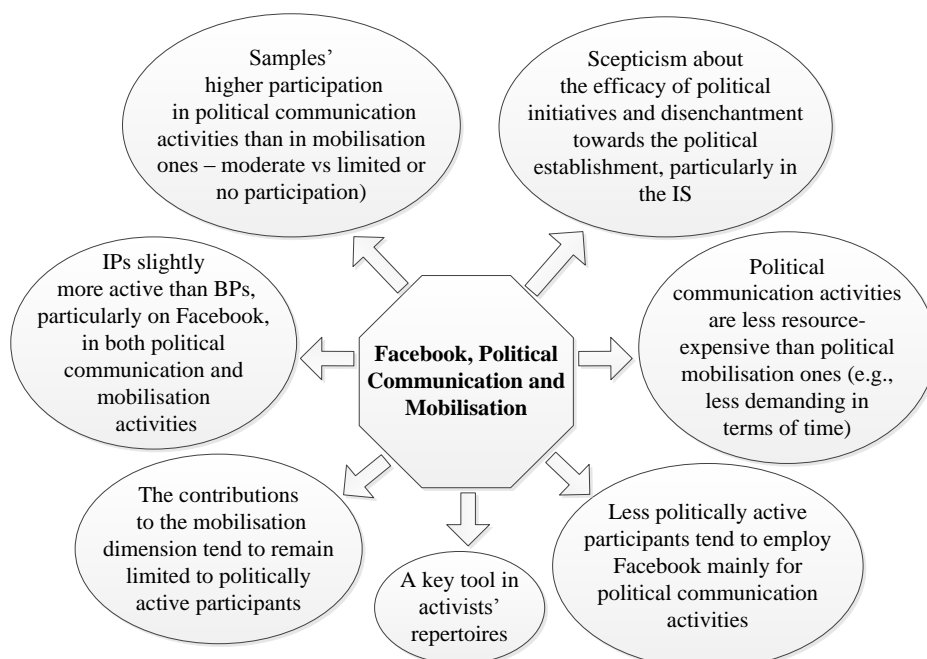 Samples’
higher participation
in political communication
activities than in mobilisation
ones – moderate vs limited or
no participation)
Scepticism about
the efficacy of political
initiatives and disenchantment
towards the political
establishment, particularly in
the IS
IPs slightly
more active than BPs,
particularly on Facebook,
in both political
communication and
mobilisation
activities
Facebook, Political
Communication and
Mobilisation
Political
communication activities
are less resource-
expensive than political
mobilisation ones (e.g.,
less demanding in
terms of time)
The contributions
to the mobilisation
dimension tend to remain
limited to politically
active participants
A key tool in
activists’
repertoires
Less politically active
participants tend to employ
Facebook mainly for
political communication
activities